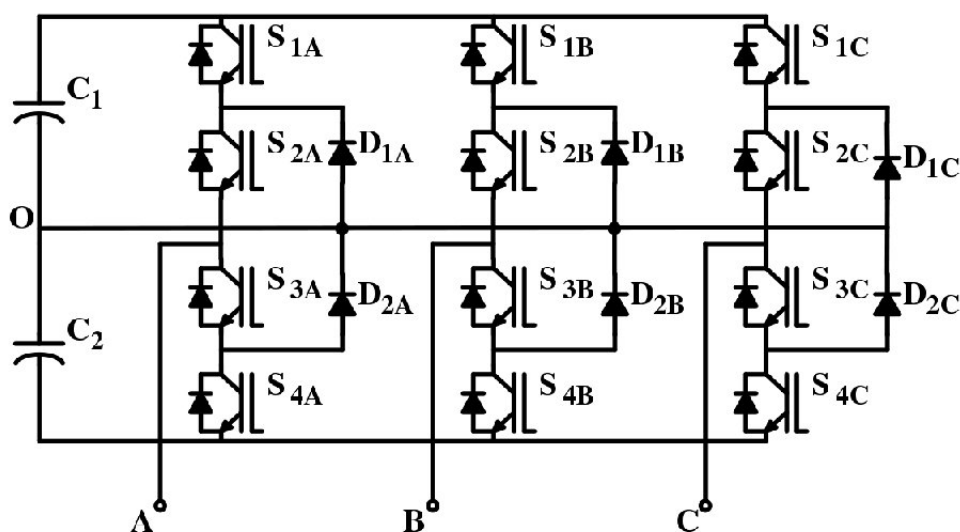 S1A S1B S1C
C1
S2A D1A S2B D1B S2C D1C
O
S3A D2A S3B D2B S3C D2C
C2
S4A S4B S4C
A B C